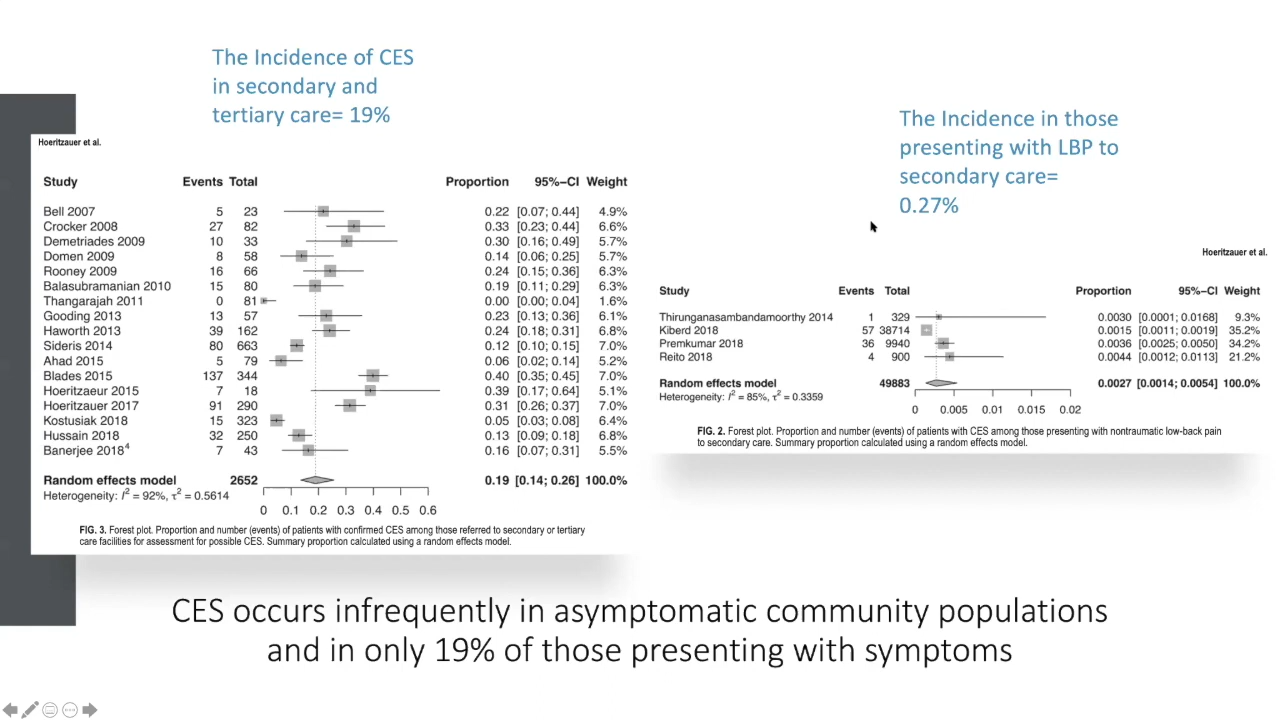 The Incidence of CES
in secondary and
tertiary care= 19%
Hoeritzauer et al.
Study Events Total Proportion 95%−CI Weight
Bell 2007 5 23 0.22 [0.07; 0.44] 4.9%
Crocker 2008 27 82 0.33 [0.23; 0.44] 6.6%
Demetriades 2009 10 33 0.30 [0.16; 0.49] 5.7%
Domen 2009 8 58 0.14 [0.06; 0.25] 5.7%
Rooney 2009 16 66 0.24 [0.15; 0.36] 6.3%
Balasubramanian 2010 15 80 0.19 [0.11; 0.29] 6.3%
Thangarajah 2011 0 81 0.00 [0.00; 0.04] 1.6%
Gooding 2013 13 57 0.23 [0.13; 0.36] 6.1%
Haworth 2013 39 162 0.24 [0.18; 0.31] 6.8%
Sideris 2014 80 663 0.12 [0.10; 0.15] 7.0%
Ahad 2015 5 79 0.06 [0.02; 0.14] 5.2%
Blades 2015 137 344 0.40 [0.35; 0.45] 7.0%
Hoeritzaeur 2015 7 18 0.39 [0.17; 0.64] 5.1%
Hoeritzauer 2017 91 290 0.31 [0.26; 0.37] 7.0%
Kostusiak 2018 15 323 0.05 [0.03; 0.08] 6.4%
Hussain 2018 32 250 0.13 [0.09; 0.18] 6.8%
Banerjee 2018⁴ 7 43 0.16 [0.07; 0.31] 5.5%
Random effects model 2652 0.19 [0.14; 0.26] 100.0%
Heterogeneity: I² = 92%, τ² = 0.5614
0 0.1 0.2 0.3 0.4 0.5 0.6
FIG. 3. Forest plot. Proportion and number (events) of patients with confirmed CES among those referred to secondary or tertiary
care facilities for assessment for possible CES. Summary proportion calculated using a random effects model.
The Incidence in those
presenting with LBP to
secondary care=
0.27%
Hoeritzauer et al.
Study Events Total Proportion 95%−CI Weight
Thirunganasambandamoorthy 2014 1 329 0.0030 [0.0001; 0.0168] 9.3%
Kiberd 2018 57 38714 0.0015 [0.0011; 0.0019] 35.2%
Premkumar 2018 36 9940 0.0036 [0.0025; 0.0050] 34.2%
Reito 2018 4 900 0.0044 [0.0012; 0.0113] 21.2%
Random effects model 49883 0.0027 [0.0014; 0.0054] 100.0%
Heterogeneity: I² = 85%, τ² = 0.3359
0 0.005 0.01 0.015 0.02
FIG. 2. Forest plot. Proportion and number (events) of patients with CES among those presenting with nontraumatic low-back pain
to secondary care. Summary proportion calculated using a random effects model.
CES occurs infrequently in asymptomatic community populations
and in only 19% of those presenting with symptoms